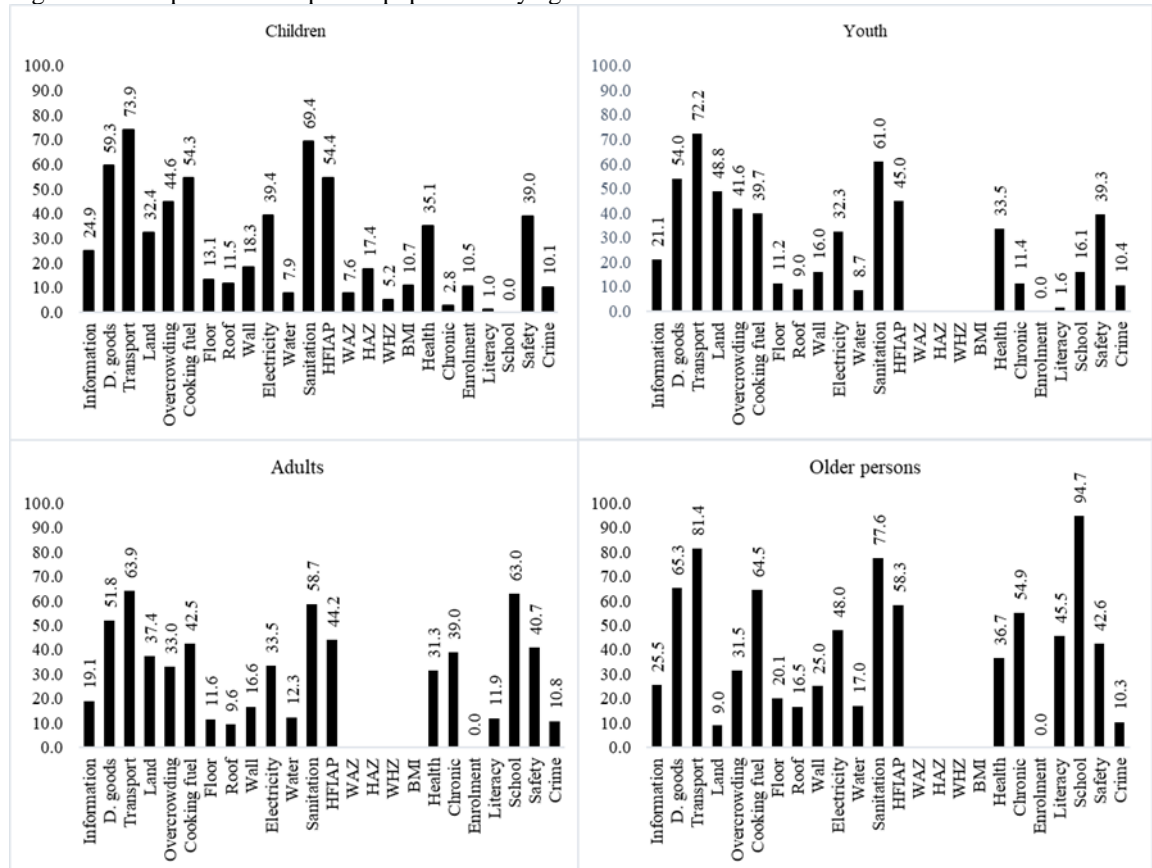 Children
100.0
90.0
80.0
70.0
60.0
50.0
40.0
30.0
20.0
10.0
0.0
24.9
59.3
73.9
32.4
44.6
54.3
13.1
11.5
18.3
39.4
7.9
69.4
54.4
7.6
17.4
5.2
10.7
35.1
2.8
10.5
1.0
0.0
39.0
10.1
Information
D. goods
Transport
Land
Overcrowding
Cooking fuel
Floor
Roof
Wall
Electricity
Water
Sanitation
HFIAP
WAZ
HAZ
WHZ
BMI
Health
Chronic
Enrolment
Literacy
School
Safety
Crime
Youth
100.0
90.0
80.0
70.0
60.0
50.0
40.0
30.0
20.0
10.0
0.0
21.1
54.0
72.2
48.8
41.6
39.7
11.2
9.0
16.0
32.3
8.7
61.0
45.0
33.5
11.4
0.0
1.6
16.1
39.3
10.4
Information
D. goods
Transport
Land
Overcrowding
Cooking fuel
Floor
Roof
Wall
Electricity
Water
Sanitation
HFIAP
WAZ
HAZ
WHZ
BMI
Health
Chronic
Enrolment
Literacy
School
Safety
Crime
Adults
100.0
90.0
80.0
70.0
60.0
50.0
40.0
30.0
20.0
10.0
0.0
19.1
51.8
63.9
37.4
33.0
42.5
11.6
9.6
16.6
33.5
12.3
58.7
44.2
31.3
39.0
0.0
11.9
63.0
40.7
10.8
Information
D. goods
Transport
Land
Overcrowding
Cooking fuel
Floor
Roof
Wall
Electricity
Water
Sanitation
HFIAP
WAZ
HAZ
WHZ
BMI
Health
Chronic
Enrolment
Literacy
School
Safety
Crime
Older persons
100.0
90.0
80.0
70.0
60.0
50.0
40.0
30.0
20.0
10.0
0.0
25.5
65.3
81.4
9.0
31.5
64.5
20.1
16.5
25.0
48.0
17.0
77.6
58.3
36.7
54.9
0.0
45.5
94.7
42.6
10.3
Information
D. goods
Transport
Land
Overcrowding
Cooking fuel
Floor
Roof
Wall
Electricity
Water
Sanitation
HFIAP
WAZ
HAZ
WHZ
BMI
Health
Chronic
Enrolment
Literacy
School
Safety
Crime